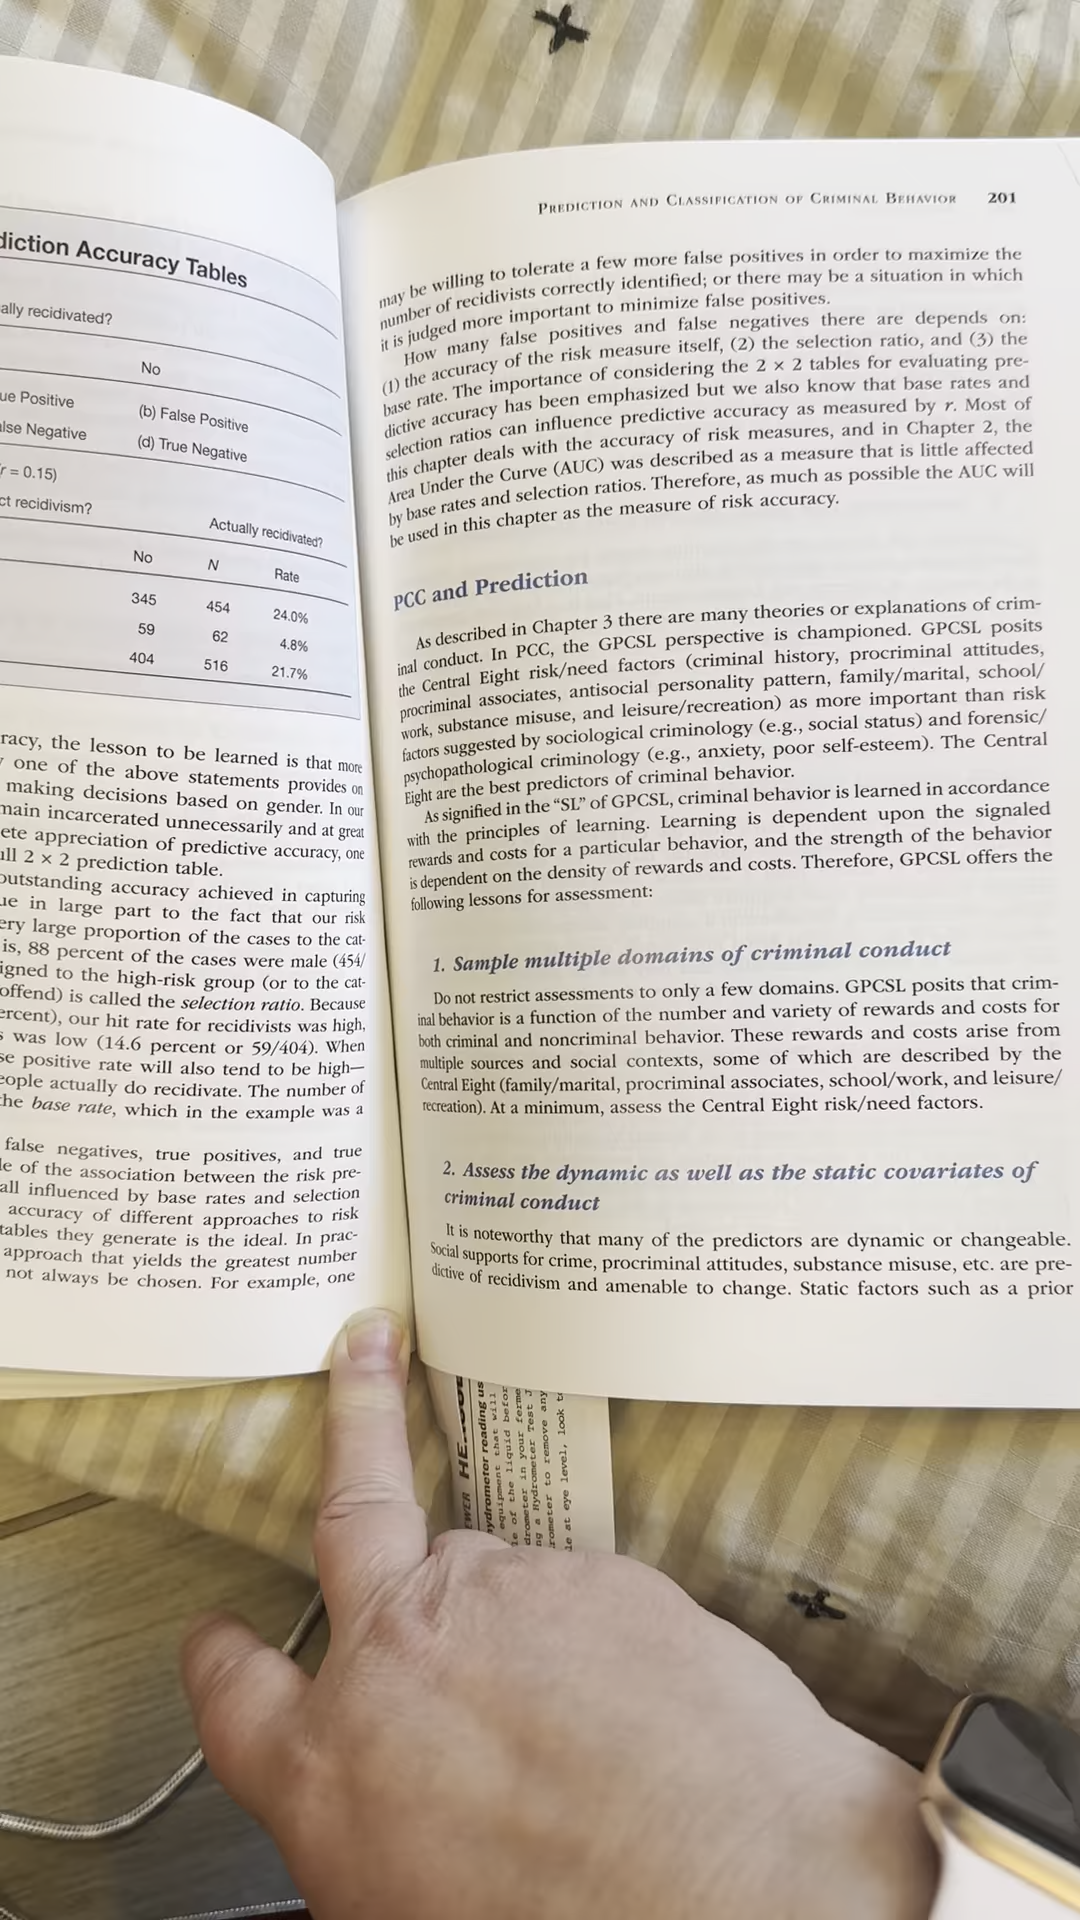 diction Accuracy Tables
ally recidivated?
No
ue Positive
(b) False Positive
lse Negative
(d) True Negative
r = 0.15)
ct recidivism?
Actually recidivated?
No
N
Rate
345
454
24.0%
59
62
4.8%
404
516
21.7%
racy, the lesson to be learned is that more
one of the above statements provides on
making decisions based on gender. In our
main incarcerated unnecessarily and at great
ete appreciation of predictive accuracy, one
ull 2 × 2 prediction table.
outstanding accuracy achieved in capturing
ue in large part to the fact that our risk
ery large proportion of the cases to the cat-
is, 88 percent of the cases were male (454/
igned to the high-risk group (or to the cat-
offend) is called the selection ratio. Because
ercent), our hit rate for recidivists was high,
s was low (14.6 percent or 59/404). When
se positive rate will also tend to be high—
eople actually do recidivate. The number of
the base rate, which in the example was a
false negatives, true positives, and true
le of the association between the risk pre-
all influenced by base rates and selection
accuracy of different approaches to risk
tables they generate is the ideal. In prac-
approach that yields the greatest number
not always be chosen. For example, one
PREDICTION AND CLASSIFICATION OF CRIMINAL BEHAVIOR 201
may be willing to tolerate a few more false positives in order to maximize the
number of recidivists correctly identified; or there may be a situation in which
it is judged more important to minimize false positives.
How many false positives and false negatives there are depends on:
(1) the accuracy of the risk measure itself, (2) the selection ratio, and (3) the
base rate. The importance of considering the 2 × 2 tables for evaluating pre-
dictive accuracy has been emphasized but we also know that base rates and
selection ratios can influence predictive accuracy as measured by r. Most of
this chapter deals with the accuracy of risk measures, and in Chapter 2, the
Area Under the Curve (AUC) was described as a measure that is little affected
by base rates and selection ratios. Therefore, as much as possible the AUC will
be used in this chapter as the measure of risk accuracy.
PCC and Prediction
As described in Chapter 3 there are many theories or explanations of crim-
inal conduct. In PCC, the GPCSL perspective is championed. GPCSL posits
the Central Eight risk/need factors (criminal history, procriminal attitudes,
procriminal associates, antisocial personality pattern, family/marital, school/
work, substance misuse, and leisure/recreation) as more important than risk
factors suggested by sociological criminology (e.g., social status) and forensic/
psychopathological criminology (e.g., anxiety, poor self-esteem). The Central
Eight are the best predictors of criminal behavior.
As signified in the “SL” of GPCSL, criminal behavior is learned in accordance
with the principles of learning. Learning is dependent upon the signaled
rewards and costs for a particular behavior, and the strength of the behavior
is dependent on the density of rewards and costs. Therefore, GPCSL offers the
following lessons for assessment:
1. Sample multiple domains of criminal conduct
Do not restrict assessments to only a few domains. GPCSL posits that crim-
inal behavior is a function of the number and variety of rewards and costs for
both criminal and noncriminal behavior. These rewards and costs arise from
multiple sources and social contexts, some of which are described by the
Central Eight (family/marital, procriminal associates, school/work, and leisure/
recreation). At a minimum, assess the Central Eight risk/need factors.
2. Assess the dynamic as well as the static covariates of
criminal conduct
It is noteworthy that many of the predictors are dynamic or changeable.
Social supports for crime, procriminal attitudes, substance misuse, etc. are pre-
dictive of recidivism and amenable to change. Static factors such as a prior
EWER
ydrometer reading us
equipment that will
le of the liquid befor
drometer in your ferme
ng a Hydrometer Test J
rometer to remove any
le at eye level, look t